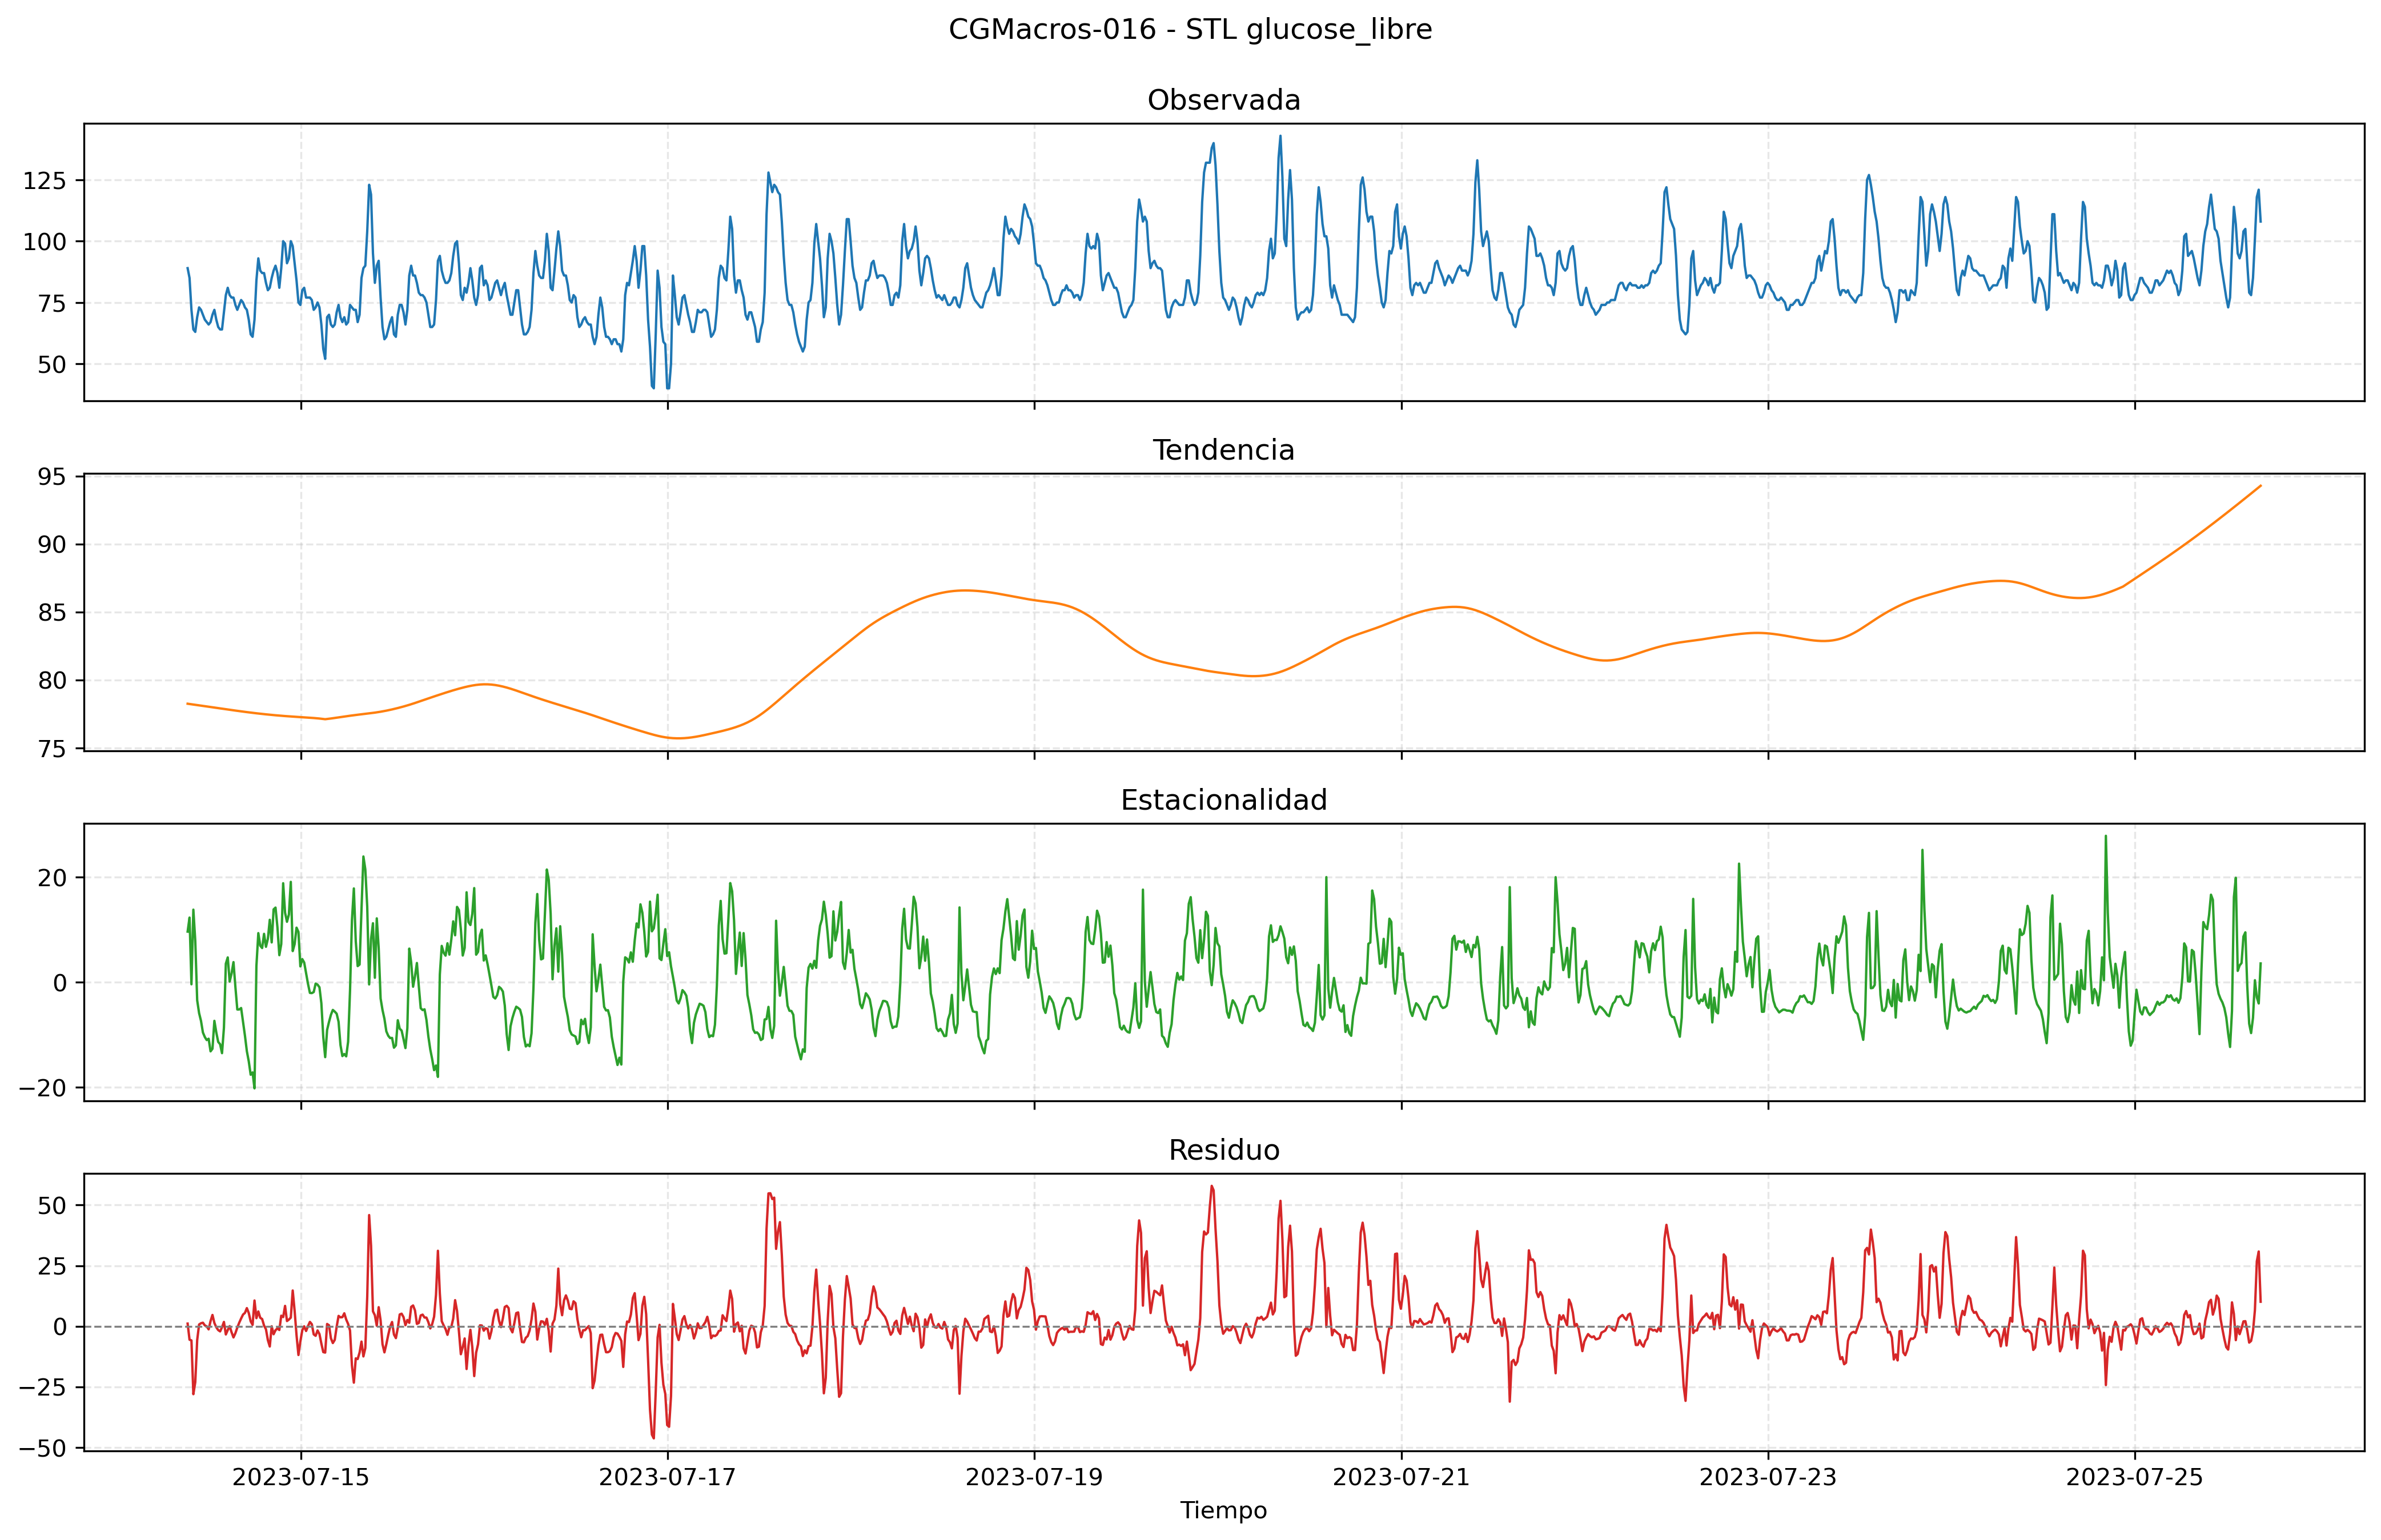 CGMacros-016 - STL glucose_libre
Observada
125
100
75
50
Tendencia
95
90
85
80
75
Estacionalidad
20
0
−20
Residuo
50
25
0
−25
−50
2023-07-15 2023-07-17 2023-07-19 2023-07-21 2023-07-23 2023-07-25
Tiempo